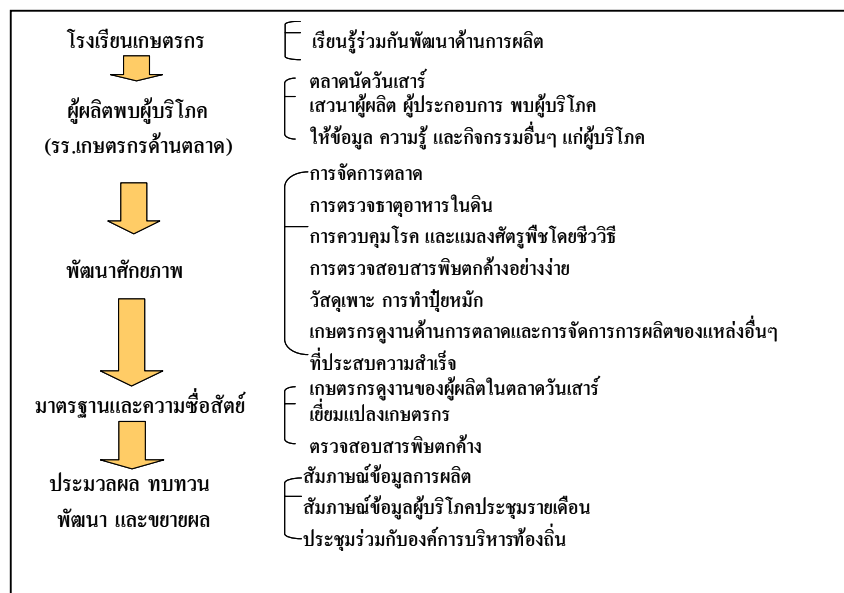 โรงเรียนเกษตรกร
เรียนรู้ร่วมกันพัฒนาด้านการผลิต
ผู้ผลิตพบผู้บริโภค
(รร.เกษตรกรด้านตลาด)
ตลาดนัดวันเสาร์
เสวนาผู้ผลิต ผู้ประกอบการ พบผู้บริโภค
ให้ข้อมูล ความรู้ และกิจกรรมอื่นๆ แก่ผู้บริโภค
พัฒนาศักยภาพ
การจัดการตลาด
การตรวจธาตุอาหารในดิน
การควบคุมโรค และแมลงศัตรูพืชโดยชีววิธี
การตรวจสอบสารพิษตกค้างอย่างง่าย
วัสดุเพาะ การทำปุ๋ยหมัก
เกษตรกรดูงานด้านการตลาดและการจัดการการผลิตของแหล่งอื่นๆ
ที่ประสบความสำเร็จ
มาตรฐานและความซื่อสัตย์
เกษตรกรดูงานของผู้ผลิตในตลาดวันเสาร์
เยี่ยมแปลงเกษตรกร
ตรวจสอบสารพิษตกค้าง
ประมวลผล ทบทวน
พัฒนา และขยายผล
สัมภาษณ์ข้อมูลการผลิต
สัมภาษณ์ข้อมูลผู้บริโภคประชุมรายเดือน
ประชุมร่วมกับองค์การบริหารท้องถิ่น